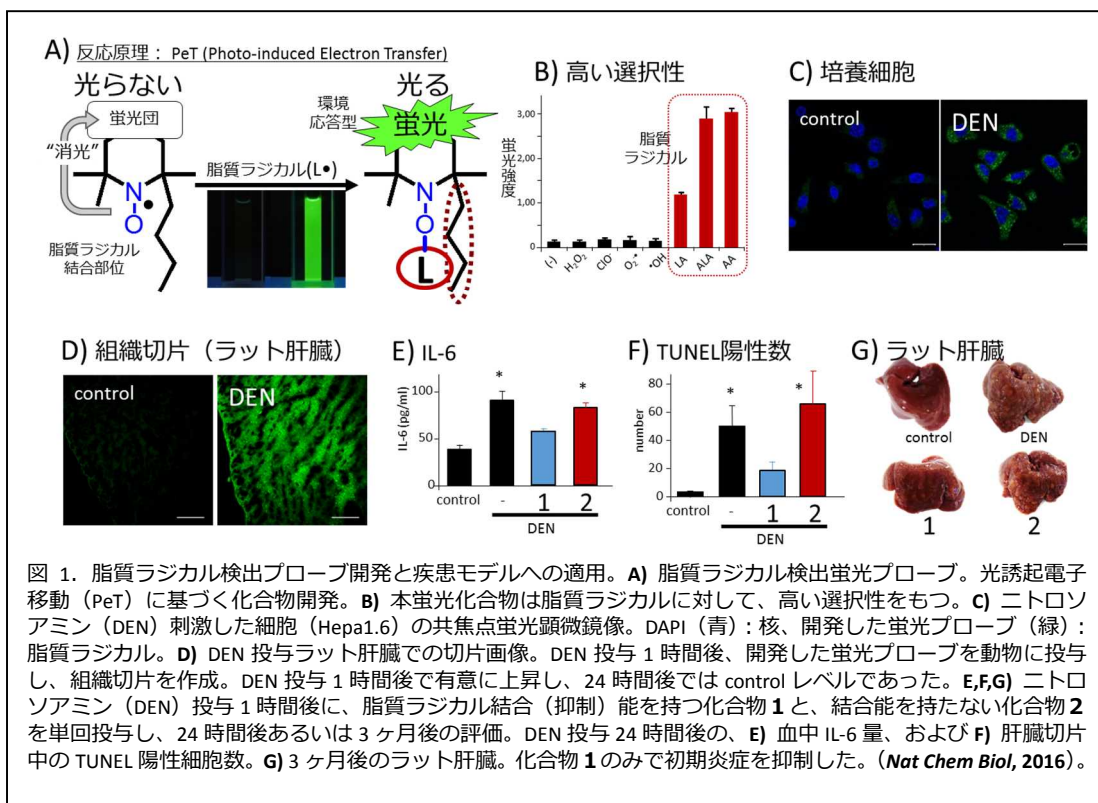 A) 反応原理： PeT (Photo-induced Electron Transfer)
光らない
蛍光団
“消光”
N
O
脂質ラジカル
結合部位
脂質ラジカル(L•)
光る
環境
応答型
蛍光
N
O
L
B) 高い選択性
蛍光強度
3,00
2,000
1,000
0
脂質
ラジカル
(-)
H2O2
ClO-
O2-•
•OH
LA
ALA
AA
C) 培養細胞
control
DEN
D) 組織切片（ラット肝臓）
control
DEN
E) IL-6
IL-6 (pg/ml)
100
50
0
*
*
control
-
1
2
DEN
F) TUNEL陽性数
number
80
60
40
20
0
*
*
control
-
1
2
DEN
G) ラット肝臓
control
DEN
1
2
図 1. 脂質ラジカル検出プローブ開発と疾患モデルへの適用。A) 脂質ラジカル検出蛍光プローブ。光誘起電子
移動（PeT）に基づく化合物開発。B) 本蛍光化合物は脂質ラジカルに対して、高い選択性をもつ。C) ニトロソ
アミン（DEN）刺激した細胞（Hepa1.6）の共焦点蛍光顕微鏡像。DAPI（青）: 核、開発した蛍光プローブ（緑）:
脂質ラジカル。D) DEN 投与ラット肝臓での切片画像。DEN 投与 1 時間後、開発した蛍光プローブを動物に投与
し、組織切片を作成。DEN 投与 1 時間後で有意に上昇し、24 時間後では control レベルであった。E,F,G) ニトロ
ソアミン（DEN）投与 1 時間後に、脂質ラジカル結合（抑制）能を持つ化合物 1 と、結合能を持たない化合物 2
を単回投与し、24 時間後あるいは 3 ヶ月後の評価。DEN 投与 24 時間後の、E) 血中 IL-6 量、および F) 肝臓切片
中の TUNEL 陽性細胞数。G) 3 ヶ月後のラット肝臓。化合物 1 のみで初期炎症を抑制した。（Nat Chem Biol, 2016）。